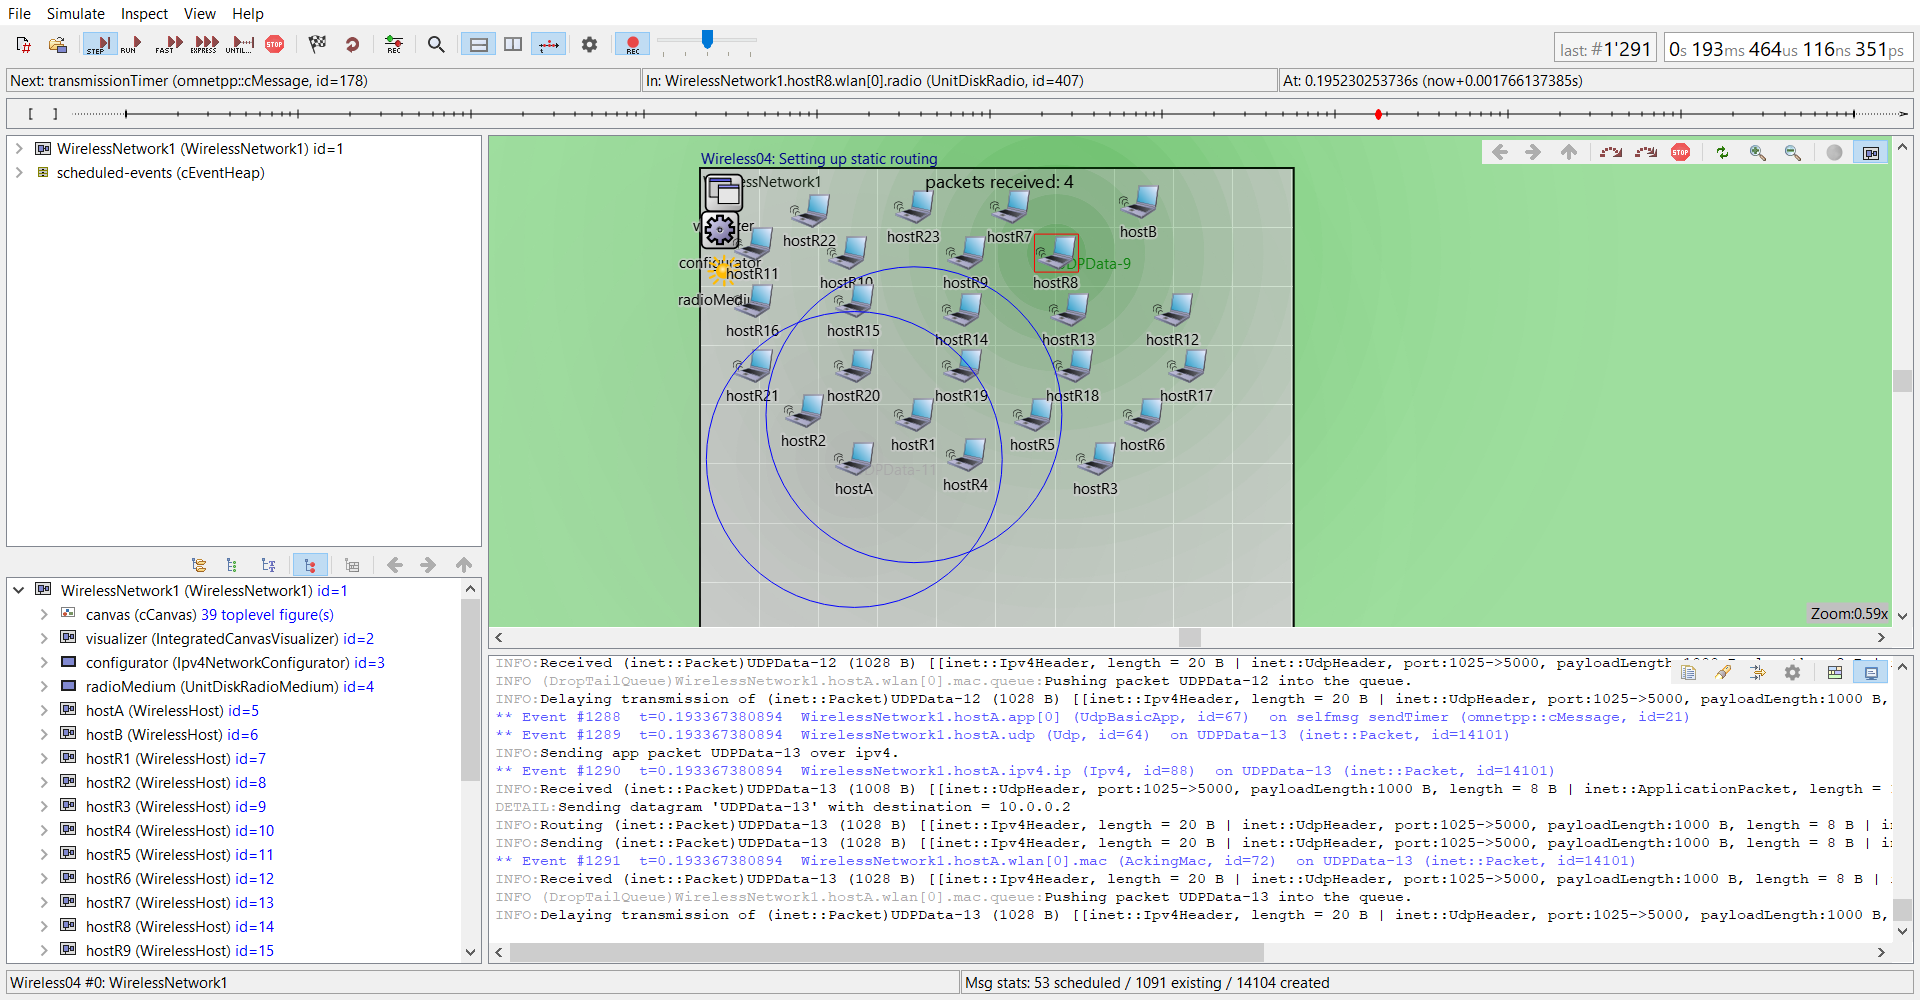 File Simulate Inspect View Help
STEP RUN FAST EXPRESS UNTIL... STOP REC REC
last: #1'291 0s 193ms 464us 116ns 351ps
Next: transmissionTimer (omnetpp::cMessage, id=178) In: WirelessNetwork1.hostR8.wlan[0].radio (UnitDiskRadio, id=407) At: 0.195230253736s (now+0.001766137385s)
[ ]
WirelessNetwork1 (WirelessNetwork1) id=1
scheduled-events (cEventHeap)
WirelessNetwork1 (WirelessNetwork1) id=1
canvas (cCanvas) 39 toplevel figure(s)
visualizer (IntegratedCanvasVisualizer) id=2
configurator (Ipv4NetworkConfigurator) id=3
radioMedium (UnitDiskRadioMedium) id=4
hostA (WirelessHost) id=5
hostB (WirelessHost) id=6
hostR1 (WirelessHost) id=7
hostR2 (WirelessHost) id=8
hostR3 (WirelessHost) id=9
hostR4 (WirelessHost) id=10
hostR5 (WirelessHost) id=11
hostR6 (WirelessHost) id=12
hostR7 (WirelessHost) id=13
hostR8 (WirelessHost) id=14
hostR9 (WirelessHost) id=15
Wireless04: Setting up static routing
STOP
packets received: 4
hostR22 hostR23 hostR7 hostB
configurator hostR11 hostR10 hostR9 hostR8
UDPData-9
hostR16 hostR15 hostR14 hostR13 hostR12
hostR21 hostR20 hostR19 hostR18 hostR17
hostR2 hostR1 hostR5 hostR6
hostA hostR4 hostR3
Zoom:0.59x
INFO:Received (inet::Packet)UDPData-12 (1028 B) [[inet::Ipv4Header, length = 20 B | inet::UdpHeader, port:1025->5000,
INFO (DropTailQueue)WirelessNetwork1.hostA.wlan[0].mac.queue:Pushing packet UDPData-12 into the queue.
INFO:Delaying transmission of (inet::Packet)UDPData-12 (1028 B) [[inet::Ipv4Header, length = 20 B | inet::UdpHeader, port:1025->5000, payloadLength:1000 B,
** Event #1288 t=0.193367380894 WirelessNetwork1.hostA.app[0] (UdpBasicApp, id=67) on selfmsg sendTimer (omnetpp::cMessage, id=21)
** Event #1289 t=0.193367380894 WirelessNetwork1.hostA.udp (Udp, id=64) on UDPData-13 (inet::Packet, id=14101)
INFO:Sending app packet UDPData-13 over ipv4.
** Event #1290 t=0.193367380894 WirelessNetwork1.hostA.ipv4.ip (Ipv4, id=88) on UDPData-13 (inet::Packet, id=14101)
INFO:Received (inet::Packet)UDPData-13 (1008 B) [[inet::UdpHeader, port:1025->5000, payloadLength:1000 B, length = 8 B | inet::ApplicationPacket, length =
DETAIL:Sending datagram 'UDPData-13' with destination = 10.0.0.2
INFO:Routing (inet::Packet)UDPData-13 (1028 B) [[inet::Ipv4Header, length = 20 B | inet::UdpHeader, port:1025->5000, payloadLength:1000 B, length = 8 B |
INFO:Sending (inet::Packet)UDPData-13 (1028 B) [[inet::Ipv4Header, length = 20 B | inet::UdpHeader, port:1025->5000, payloadLength:1000 B, length = 8 B |
** Event #1291 t=0.193367380894 WirelessNetwork1.hostA.wlan[0].mac (AckingMac, id=72) on UDPData-13 (inet::Packet, id=14101)
INFO:Received (inet::Packet)UDPData-13 (1028 B) [[inet::Ipv4Header, length = 20 B | inet::UdpHeader, port:1025->5000, payloadLength:1000 B, length = 8 B |
INFO (DropTailQueue)WirelessNetwork1.hostA.wlan[0].mac.queue:Pushing packet UDPData-13 into the queue.
INFO:Delaying transmission of (inet::Packet)UDPData-13 (1028 B) [[inet::Ipv4Header, length = 20 B | inet::UdpHeader, port:1025->5000, payloadLength:1000 B,
Wireless04 #0: WirelessNetwork1 Msg stats: 53 scheduled / 1091 existing / 14104 created